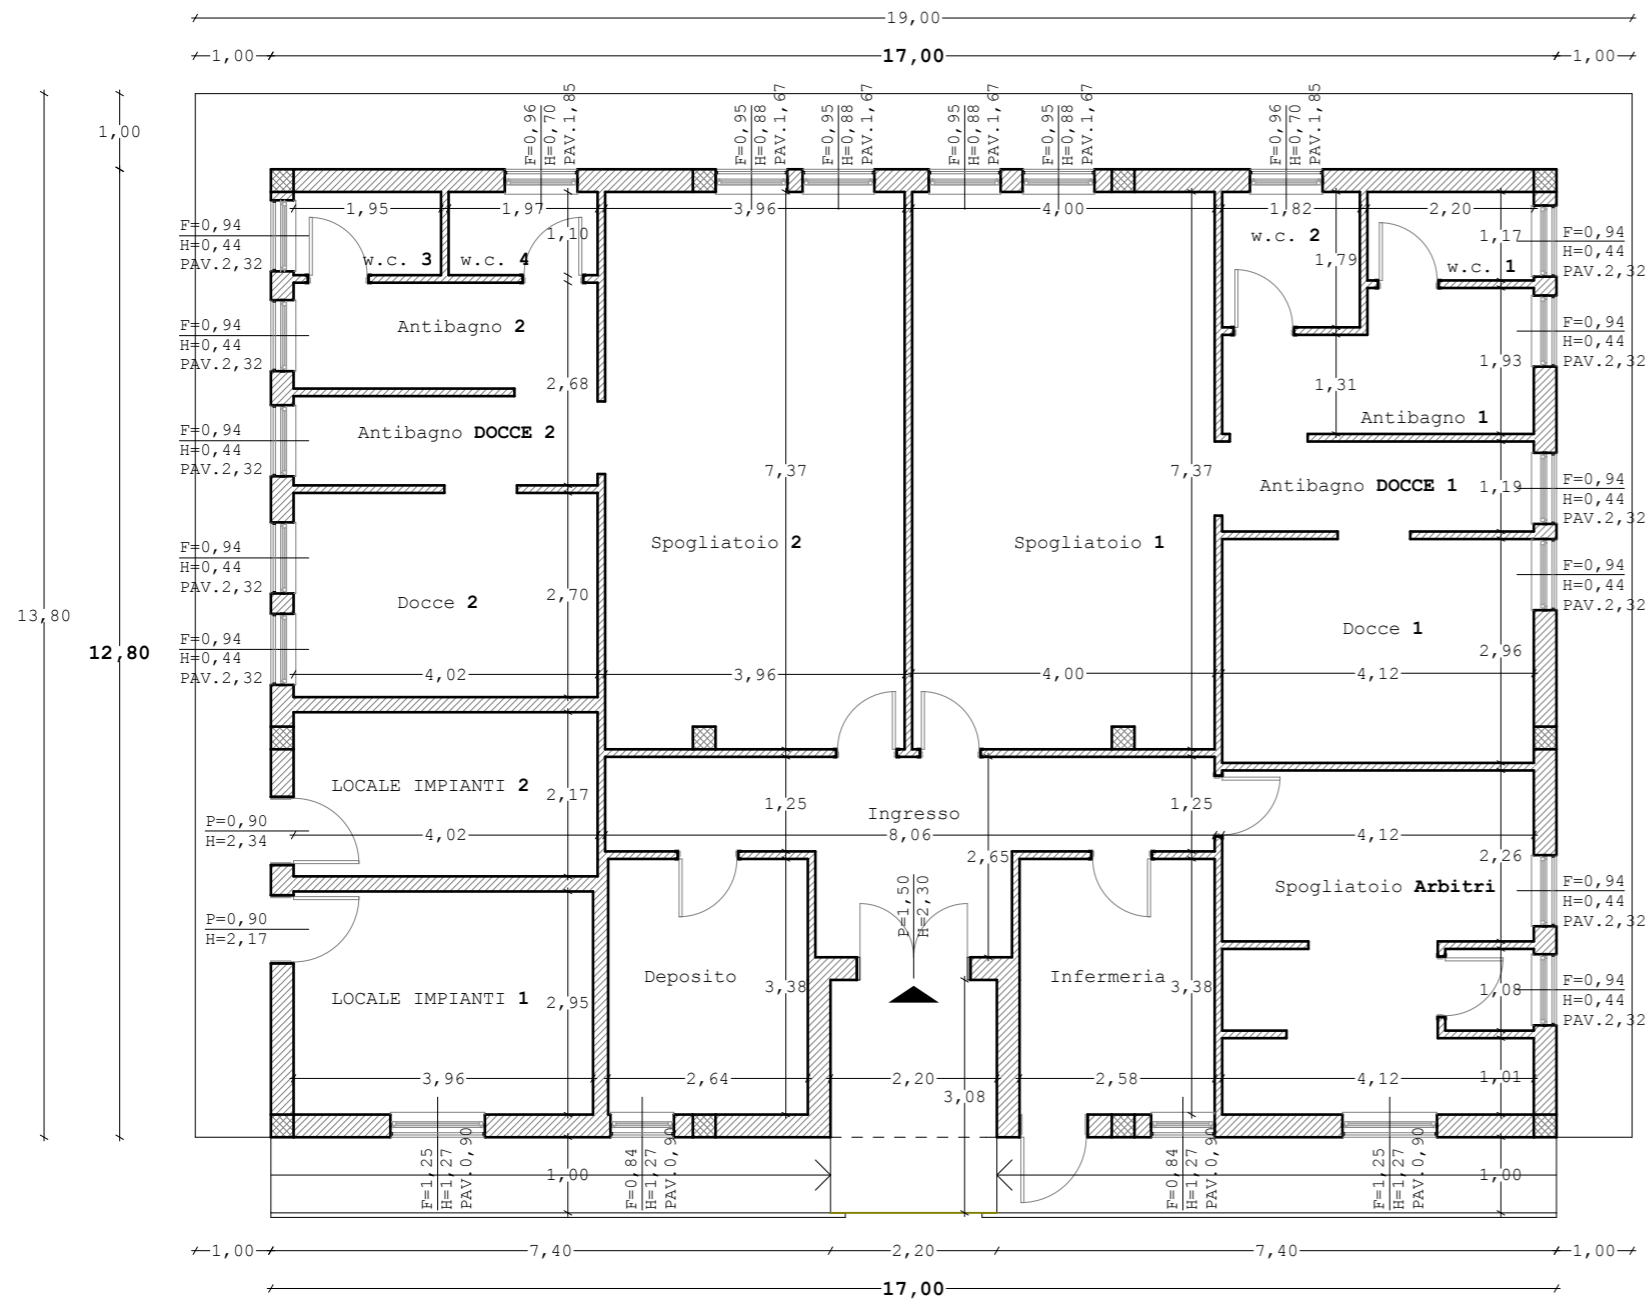 19,00
1,00
17,00
1,00
1,00
F=0,96
H=0,70
PAV.1,85
F=0,95
H=0,88
PAV.1,67
F=0,95
H=0,88
PAV.1,67
F=0,95
H=0,88
PAV.1,67
F=0,95
H=0,88
PAV.1,67
F=0,96
H=0,70
PAV.1,85
1,95
1,97
3,96
4,00
1,82
2,20
F=0,94
H=0,44
PAV.2,32
1,10
w.c. 3
w.c. 4
w.c. 2
1,79
1,17
w.c. 1
F=0,94
H=0,44
PAV.2,32
F=0,94
H=0,44
PAV.2,32
Antibagno 2
2,68
1,31
1,93
Antibagno 1
F=0,94
H=0,44
PAV.2,32
F=0,94
H=0,44
PAV.2,32
Antibagno DOCCE 2
7,37
7,37
Antibagno DOCCE 1
1,19
F=0,94
H=0,44
PAV.2,32
F=0,94
H=0,44
PAV.2,32
Spogliatoio 2
Spogliatoio 1
F=0,94
H=0,44
PAV.2,32
13,80
12,80
Docce 2
2,70
Docce 1
2,96
F=0,94
H=0,44
PAV.2,32
4,02
3,96
4,00
4,12
LOCALE IMPIANTI 2
2,17
1,25
Ingresso
1,25
P=0,90
H=2,34
4,02
8,06
4,12
2,65
2,26
Spogliatoio Arbitri
F=0,94
H=0,44
PAV.2,32
P=0,90
H=2,17
P=1,50
H=2,30
LOCALE IMPIANTI 1
2,95
Deposito
3,38
Infermeria
3,38
1,08
F=0,94
H=0,44
PAV.2,32
3,96
2,64
2,20
2,58
4,12
1,01
3,08
F=1,25
H=1,27
PAV.0,90
1,00
F=0,84
H=1,27
PAV.0,90
F=0,84
H=1,27
PAV.0,90
F=1,25
H=1,27
PAV.0,90
1,00
1,00
7,40
2,20
7,40
1,00
17,00